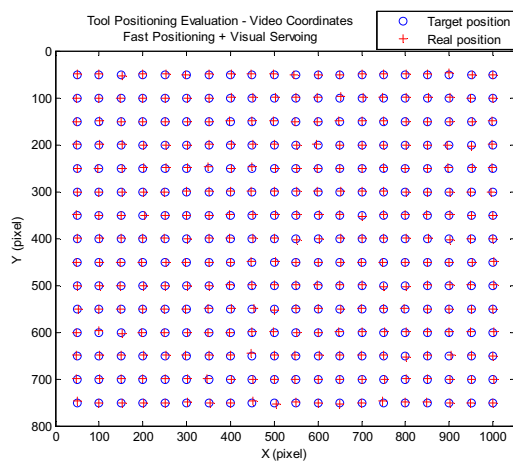 Tool Positioning Evaluation - Video Coordinates
Fast Positioning + Visual Servoing
Target position
Real position
0
100
200
300
400
500
600
700
800
Y (pixel)
0 100 200 300 400 500 600 700 800 900 1000
X (pixel)